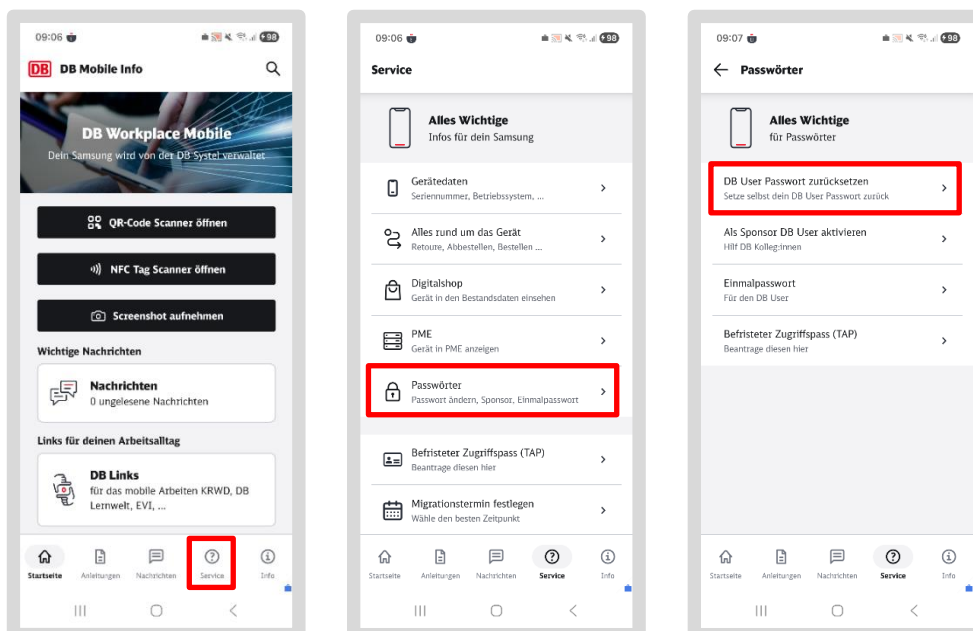 09:06
98
DB DB Mobile Info
DB Workplace Mobile
Dein Samsung wird von der DB Systel verwaltet
QR-Code Scanner öffnen
NFC Tag Scanner öffnen
Screenshot aufnehmen
Wichtige Nachrichten
Nachrichten
0 ungelesene Nachrichten
Links für deinen Arbeitsalltag
DB Links
für das mobile Arbeiten KRWD, DB
Lernwelt, EVI, ...
Startseite Anleitungen Nachrichten Service Info
09:06
98
Service
Alles Wichtige
Infos für dein Samsung
Gerätedaten
Seriennummer, Betriebssystem, ...
Alles rund um das Gerät
Retoure, Abbestellen, Bestellen ...
Digitalshop
Gerät in den Bestandsdaten einsehen
PME
Gerät in PME anzeigen
Passwörter
Passwort ändern, Sponsor, Einmalpasswort
Befristeter Zugriffspass (TAP)
Beantrage diesen hier
Migrationstermin festlegen
Wähle den besten Zeitpunkt
Startseite Anleitungen Nachrichten Service Info
09:07
98
Passwörter
Alles Wichtige
für Passwörter
DB User Passwort zurücksetzen
Setze selbst dein DB User Passwort zurück
Als Sponsor DB User aktivieren
Hilf DB Kolleg:innen
Einmalpasswort
Für den DB User
Befristeter Zugriffspass (TAP)
Beantrage diesen hier
Startseite Anleitungen Nachrichten Service Info